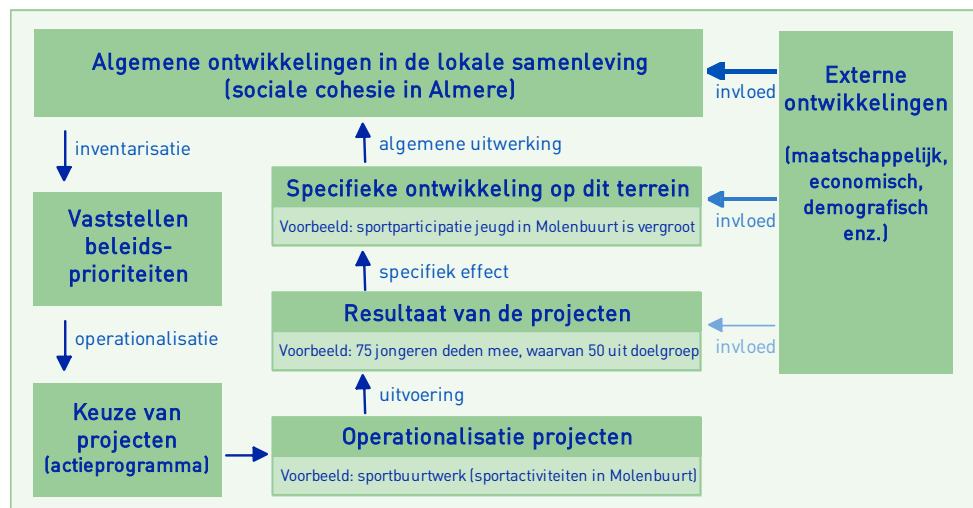 Algemene ontwikkelingen in de lokale samenleving
(sociale cohesie in Almere)
invloed
Externe
ontwikkelingen
(maatschappelijk,
economisch,
demografisch
enz.)
inventarisatie
algemene uitwerking
Vaststellen
beleids-
prioriteiten
Specifieke ontwikkeling op dit terrein
Voorbeeld: sportparticipatie jeugd in Molenbuurt is vergroot
invloed
specifiek effect
operationalisatie
Resultaat van de projecten
Voorbeeld: 75 jongeren deden mee, waarvan 50 uit doelgroep
invloed
uitvoering
Keuze van
projecten
(actieprogramma)
Operationalisatie projecten
Voorbeeld: sportbuurtwerk (sportactiviteiten in Molenbuurt)